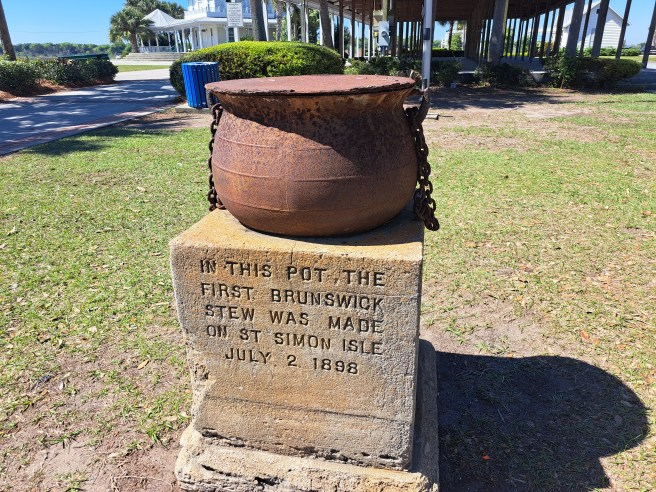 IN THIS POT, THE
FIRST BRUNSWICK
STEW WAS MADE
ON ST SIMON ISLE
JULY 2 1898